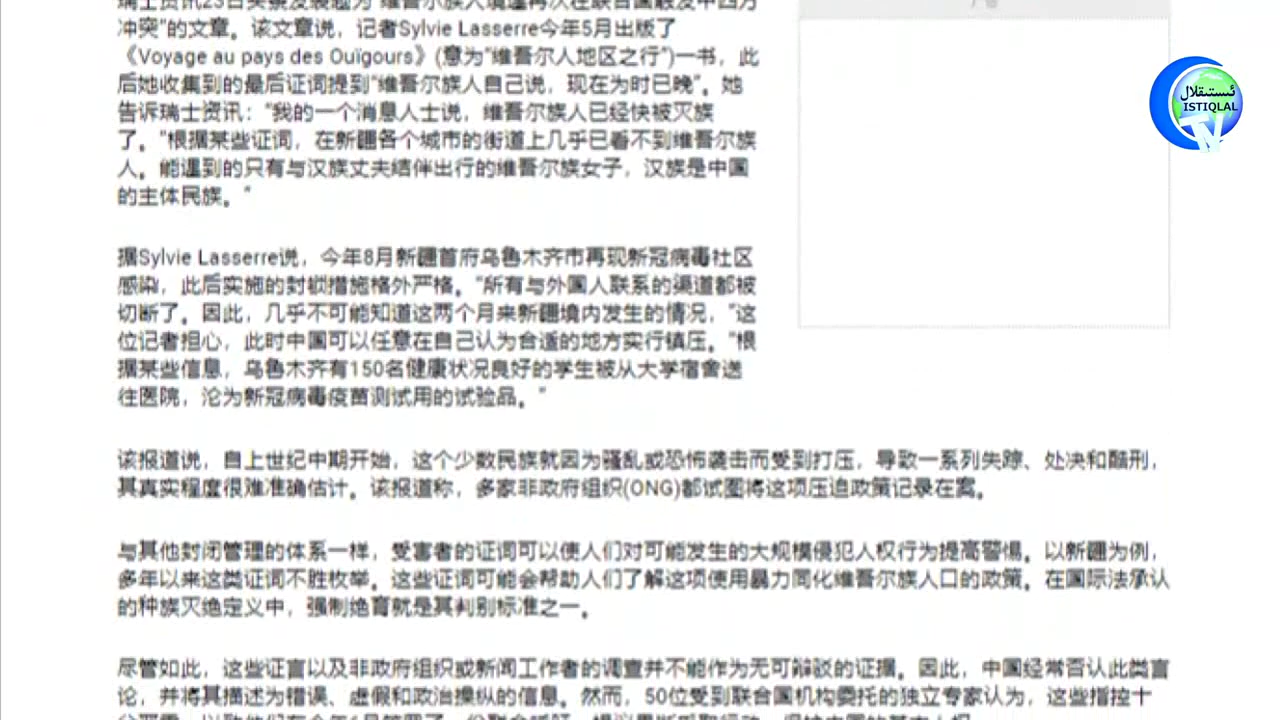 瑞士资讯23日头条发表题为"维吾尔族人境遇再次在联合国触发中西方
冲突"的文章。该文章说，记者Sylvie Lasserre今年5月出版了
《Voyage au pays des Ouïgours》(意为"维吾尔人地区之行")一书，此
后她收集到的最后证词提到"维吾尔族人自己说，现在为时已晚"。她
告诉瑞士资讯："我的一个消息人士说，维吾尔族人已经快被灭族
了。"根据某些证词，在新疆各个城市的街道上几乎已看不到维吾尔族
人。能遇到的只有与汉族丈夫结伴出行的维吾尔族女子，汉族是中国
的主体民族。"
据Sylvie Lasserre说，今年8月新疆首府乌鲁木齐市再现新冠病毒社区
感染，此后实施的封锁措施格外严格。"所有与外国人联系的渠道都被
切断了。因此，几乎不可能知道这两个月来新疆境内发生的情况，"这
位记者担心，此时中国可以任意在自己认为合适的地方实行镇压。"根
据某些信息，乌鲁木齐有150名健康状况良好的学生被从大学宿舍送
往医院，沦为新冠病毒疫苗测试用的试验品。"
该报道说，自上世纪中期开始，这个少数民族就因为骚乱或恐怖袭击而受到打压，导致一系列失踪、处决和酷刑，
其真实程度很难准确估计。该报道称，多家非政府组织(ONG)都试图将这项压迫政策记录在案。
与其他封闭管理的体系一样，受害者的证词可以使人们对可能发生的大规模侵犯人权行为提高警惕。以新疆为例，
多年以来这类证词不胜枚举。这些证词可能会帮助人们了解这项使用暴力同化维吾尔族人口的政策。在国际法承认
的种族灭绝定义中，强制绝育就是其判别标准之一。
尽管如此，这些证言以及非政府组织或新闻工作者的调查并不能作为无可辩驳的证据。因此，中国经常否认此类言
论，并将其描述为错误、虚假和政治操纵的信息。然而，50位受到联合国机构委托的独立专家认为，这些指控十
ئىستىقلال
ISTIQLAL
TV